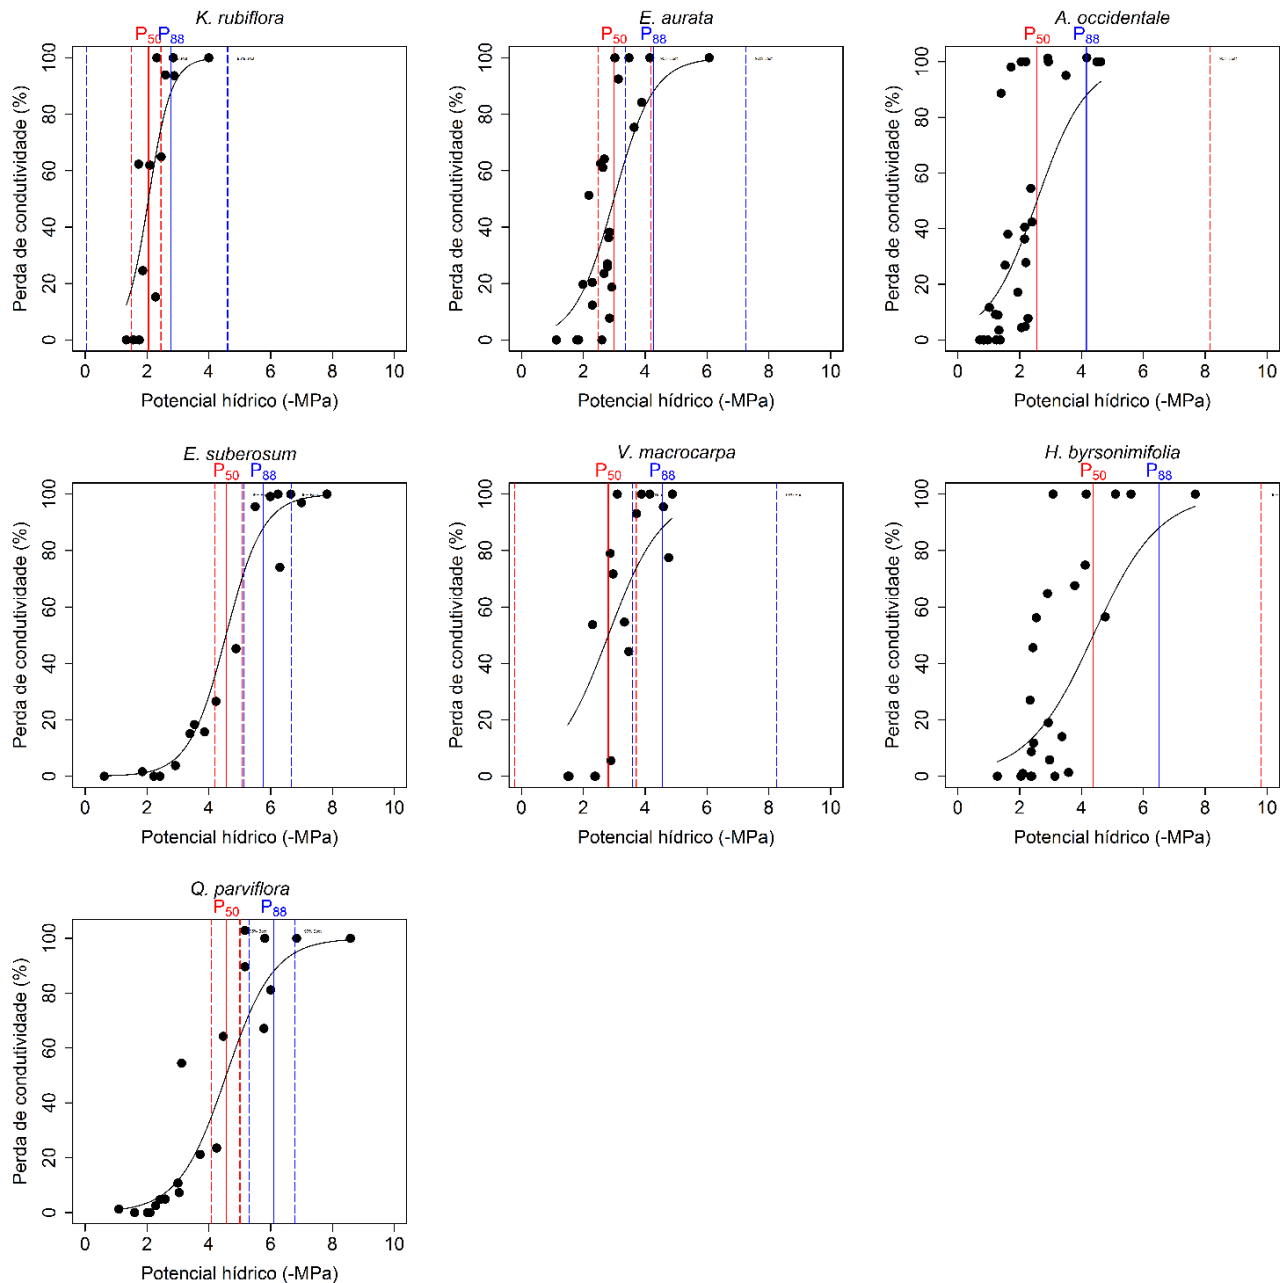 K. rubiflora
P50 P88
Perda de condutividade (%)
100
80
60
40
20
0
0 2 4 6 8 10
Potencial hídrico (-MPa)
E. aurata
P50 P88
Perda de condutividade (%)
100
80
60
40
20
0
0 2 4 6 8 10
Potencial hídrico (-MPa)
A. occidentale
P50 P88
Perda de condutividade (%)
100
80
60
40
20
0
0 2 4 6 8 10
Potencial hídrico (-MPa)
E. suberosum
P50 P88
Perda de condutividade (%)
100
80
60
40
20
0
0 2 4 6 8 10
Potencial hídrico (-MPa)
V. macrocarpa
P50 P88
Perda de condutividade (%)
100
80
60
40
20
0
0 2 4 6 8 10
Potencial hídrico (-MPa)
H. byrsonimifolia
P50 P88
Perda de condutividade (%)
100
80
60
40
20
0
0 2 4 6 8 10
Potencial hídrico (-MPa)
Q. parviflora
P50 P88
Perda de condutividade (%)
100
80
60
40
20
0
0 2 4 6 8 10
Potencial hídrico (-MPa)